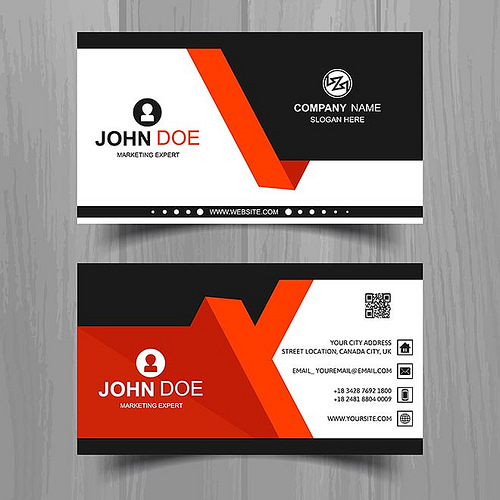 JOHN DOE
MARKETING EXPERT
COMPANY NAME
SLOGAN HERE
WWW.WEBSITE.COM
JOHN DOE
MARKETING EXPERT
YOUR CITY ADDRESS
STREET LOCATION, CANADA CITY, UK
EMAIL_YOUREMAIL@EMAIL.COM
+18 3428 7692 1800
+18 2481 8804 0009
WWW.YOURSITE.COM